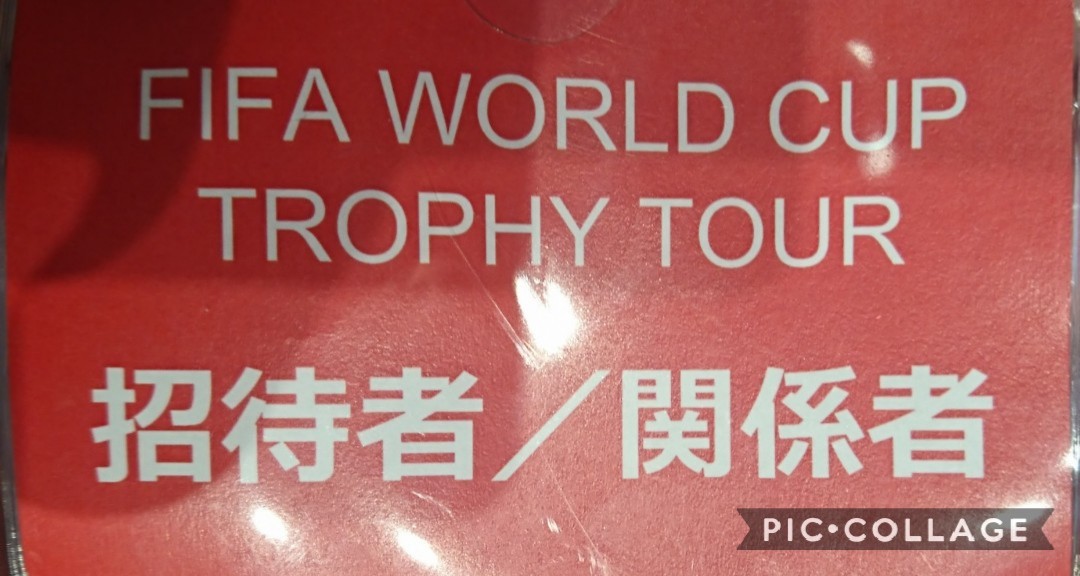 FIFA WORLD CUP
TROPHY TOUR
招待者／関係者
PIC•COLLAGE